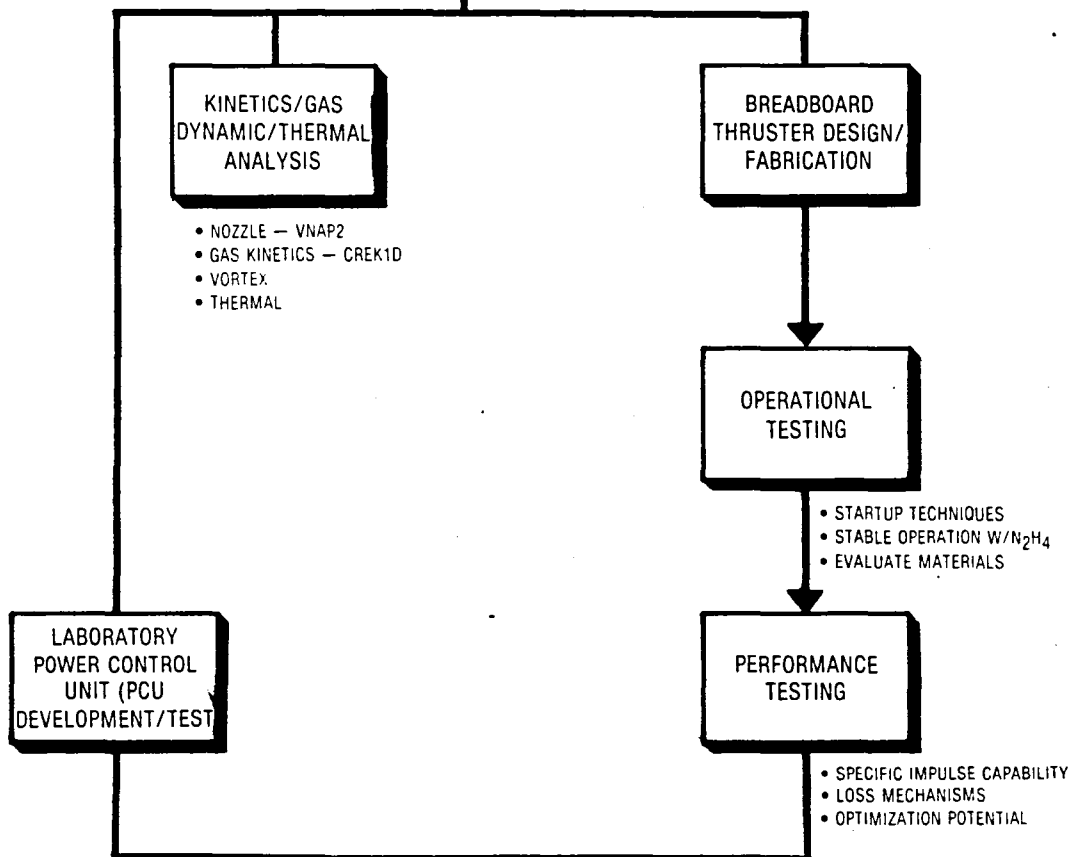 KINETICS/GAS
DYNAMIC/THERMAL
ANALYSIS
• NOZZLE — VNAP2
• GAS KINETICS — CREK1D
• VORTEX
• THERMAL
BREADBOARD
THRUSTER DESIGN/
FABRICATION
OPERATIONAL
TESTING
• STARTUP TECHNIQUES
• STABLE OPERATION W/N2H4
• EVALUATE MATERIALS
LABORATORY
POWER CONTROL
UNIT (PCU
DEVELOPMENT/TEST
PERFORMANCE
TESTING
• SPECIFIC IMPULSE CAPABILITY
• LOSS MECHANISMS
• OPTIMIZATION POTENTIAL